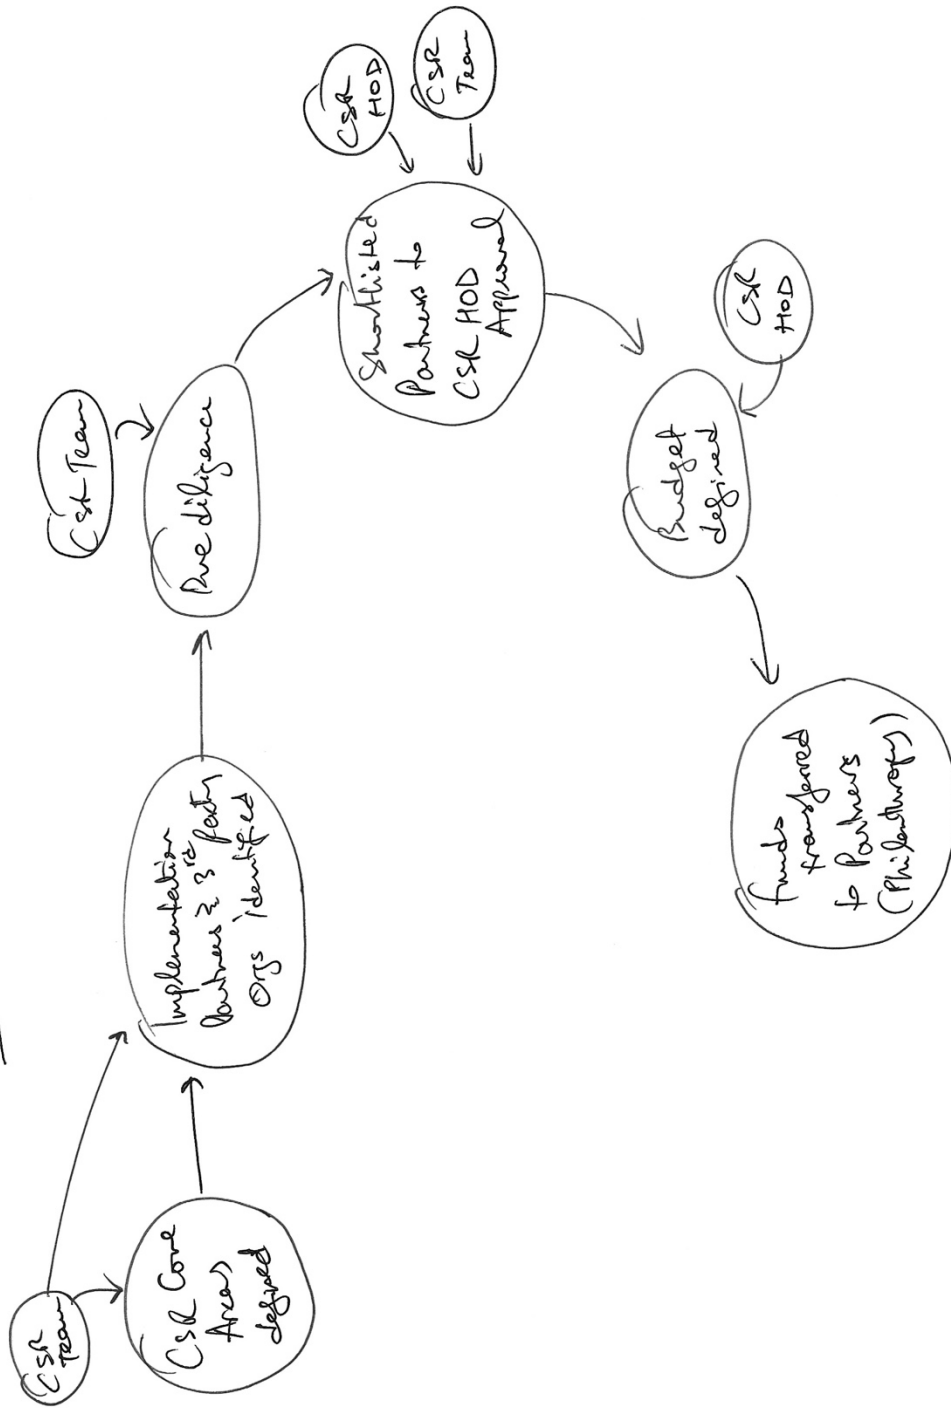 CSR
Team
CSR Core
Areas
defined
Implementation
Partners & 3rd party
Orgs identified
CSR Team
Due diligence
CSR
HOD
CSR
Team
Shortlisted
Partners to
CSR HOD
Approval
CSR
HOD
Budget
defined
Funds
transferred
to Partners
(Philanthropy)